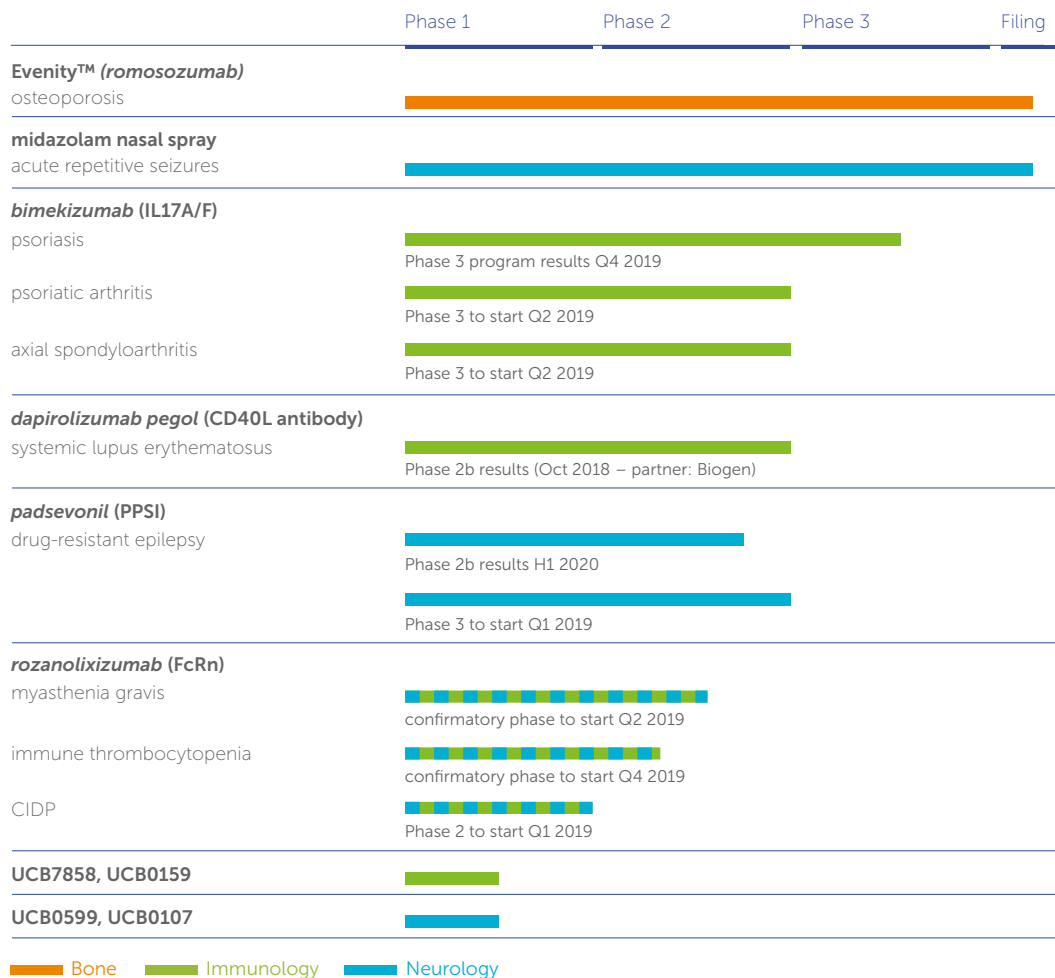 Phase 1 Phase 2 Phase 3 Filing
Evenity™ (romosozumab)
osteoporosis
midazolam nasal spray
acute repetitive seizures
bimekizumab (IL17A/F)
psoriasis
Phase 3 program results Q4 2019
psoriatic arthritis
Phase 3 to start Q2 2019
axial spondyloarthritis
Phase 3 to start Q2 2019
dapirolizumab pegol (CD40L antibody)
systemic lupus erythematosus
Phase 2b results (Oct 2018 – partner: Biogen)
padsevonil (PPSI)
drug-resistant epilepsy
Phase 2b results H1 2020
Phase 3 to start Q1 2019
rozanolixizumab (FcRn)
myasthenia gravis
confirmatory phase to start Q2 2019
immune thrombocytopenia
confirmatory phase to start Q4 2019
CIDP
Phase 2 to start Q1 2019
UCB7858, UCB0159
UCB0599, UCB0107
Bone Immunology Neurology